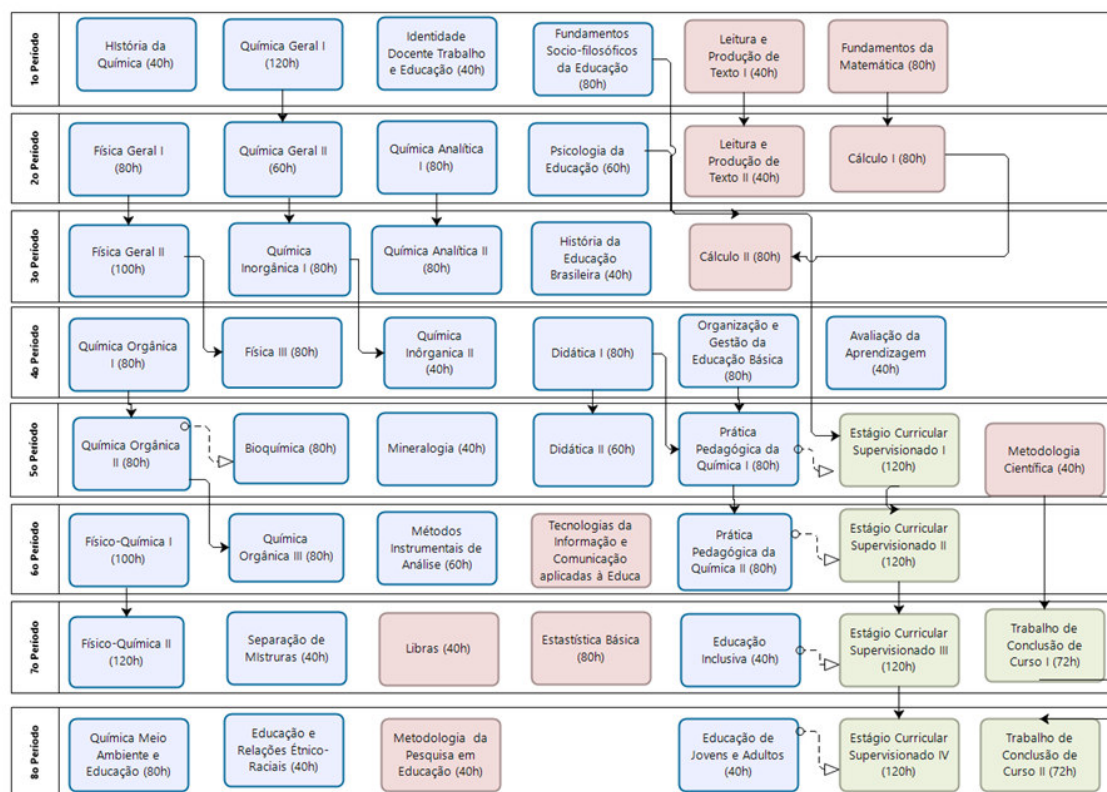 1o Período
História da
Química (40h)
Química Geral I
(120h)
Identidade
Docente Trabalho
e Educação (40h)
Fundamentos
Socio-filosóficos
da Educação
(80h)
Leitura e
Produção de
Texto I (40h)
Fundamentos da
Matemática (80h)
2o Período
Física Geral I
(80h)
Química Geral II
(60h)
Química Analítica
I (80h)
Psicologia da
Educação (60h)
Leitura e
Produção de
Texto II (40h)
Cálculo I (80h)
3o Período
Física Geral II
(100h)
Química
Inorgânica I (80h)
Química Analítica II
(80h)
História da
Educação
Brasileira (40h)
Cálculo II (80h)
4o Período
Química Orgânica
I (80h)
Física III (80h)
Química
Inôrganica II
(40h)
Didática I (80h)
Organização e
Gestão da
Educação Básica
(80h)
Avaliação da
Aprendizagem
(40h)
5o Período
Química Orgânica
II (80h)
Bioquímica (80h)
Mineralogia (40h)
Didática II (60h)
Prática
Pedagógica da
Química I (80h)
Estágio Curricular
Supervisionado I
(120h)
Metodologia
Científica (40h)
6o Período
Físico-Química I
(100h)
Química
Orgânica III (80h)
Métodos
Instrumentais de
Análise (60h)
Tecnologias da
Informação e
Comunicação
aplicadas à Educa
Prática
Pedagógica da
Química II (80h)
Estágio Curricular
Supervisionado II
(120h)
7o Período
Físico-Química II
(120h)
Separação de
MIstruras (40h)
Libras (40h)
Estastística Básica
(80h)
Educação
Inclusiva (40h)
Estágio Curricular
Supervisionado III
(120h)
Trabalho de
Conclusão de
Curso I (72h)
8o Período
Química Meio
Ambiente e
Educação (80h)
Educação e
Relações Étnico-
Raciais (40h)
Metodologia da
Pesquisa em
Educação (40h)
Educação de
Jovens e Adultos
(40h)
Estágio Curricular
Supervisionado IV
(120h)
Trabalho de
Conclusão de
Curso II (72h)